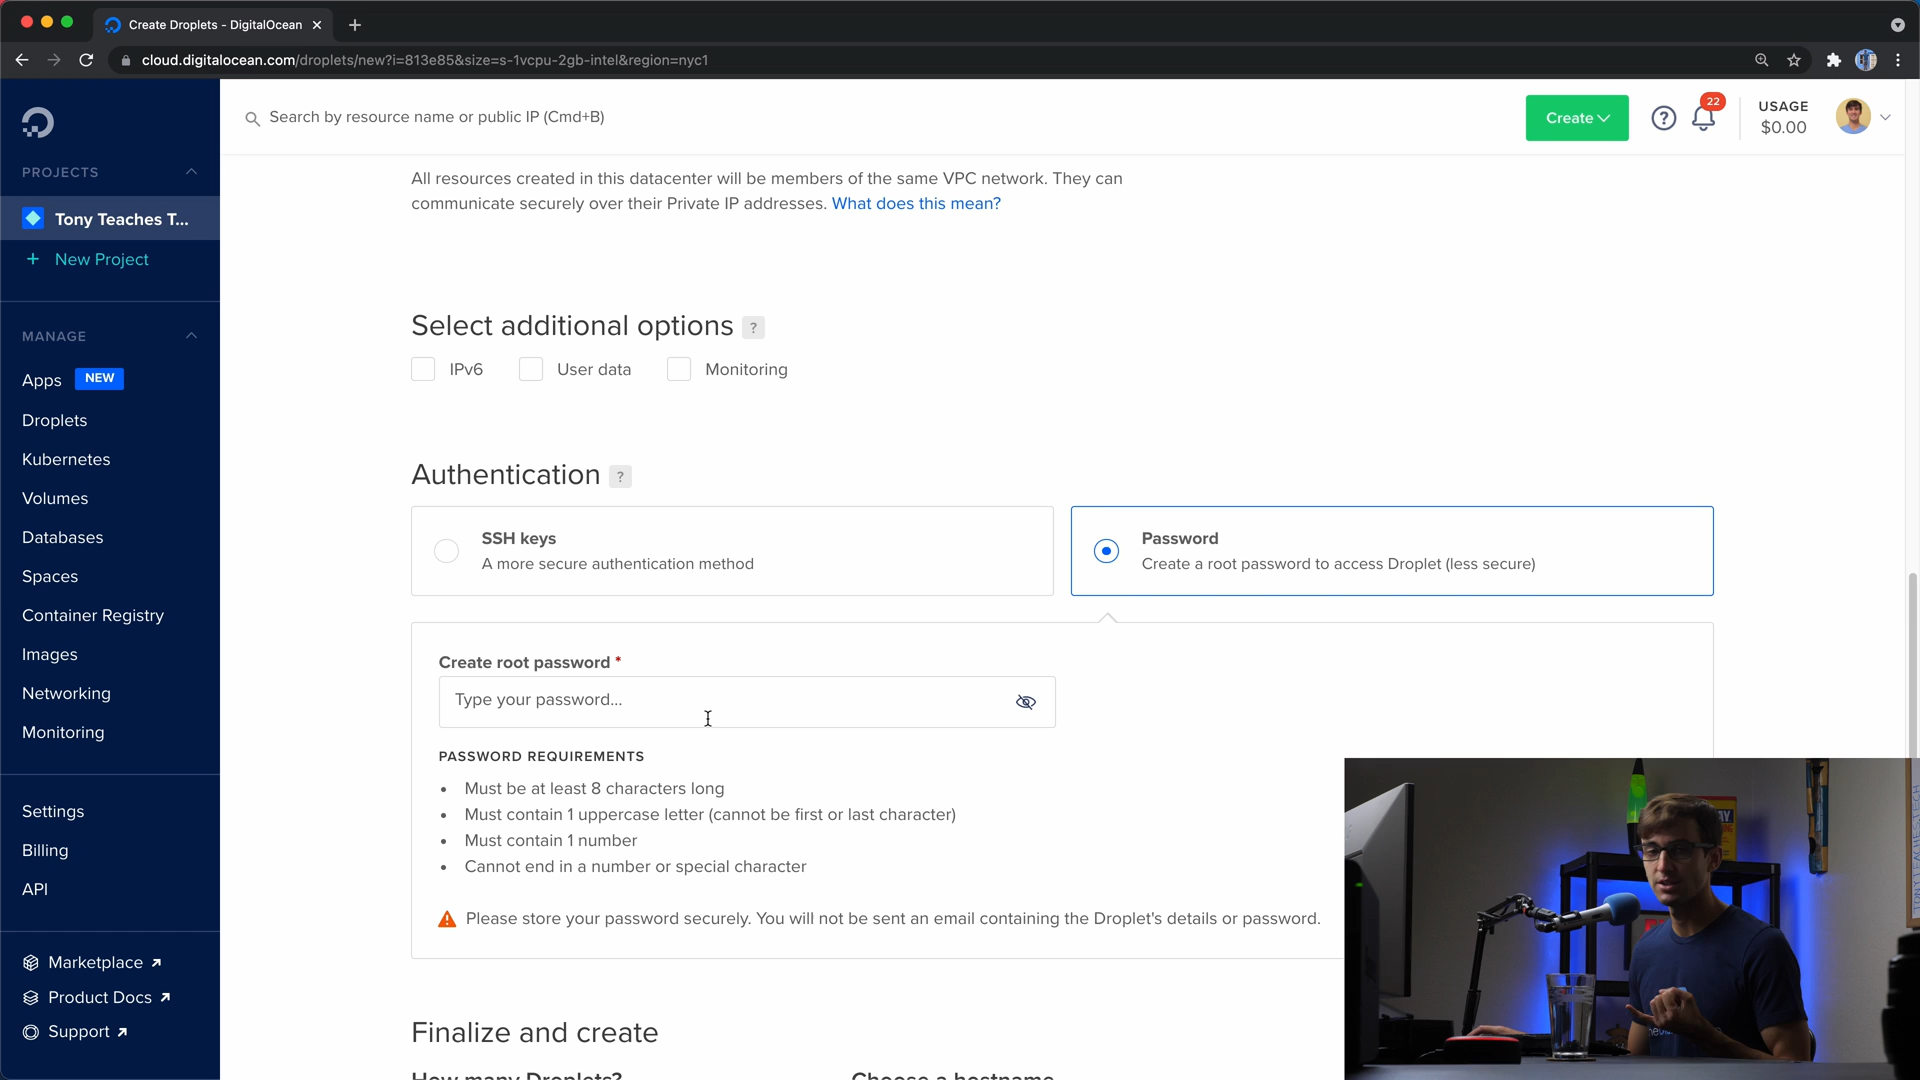 Create Droplets - DigitalOcean
cloud.digitalocean.com/droplets/new?i=813e85&size=s-1vcpu-2gb-intel&region=nyc1
Search by resource name or public IP (Cmd+B)
Create
?
22
USAGE
$0.00
PROJECTS
Tony Teaches T...
+ New Project
MANAGE
Apps NEW
Droplets
Kubernetes
Volumes
Databases
Spaces
Container Registry
Images
Networking
Monitoring
Settings
Billing
API
Marketplace
Product Docs
Support
All resources created in this datacenter will be members of the same VPC network. They can
communicate securely over their Private IP addresses. What does this mean?
Select additional options ?
IPv6 User data Monitoring
Authentication ?
SSH keys
A more secure authentication method
Password
Create a root password to access Droplet (less secure)
Create root password *
Type your password...
PASSWORD REQUIREMENTS
• Must be at least 8 characters long
• Must contain 1 uppercase letter (cannot be first or last character)
• Must contain 1 number
• Cannot end in a number or special character
Please store your password securely. You will not be sent an email containing the Droplet's details or password.
Finalize and create
How many Droplets?
Choose a hostname